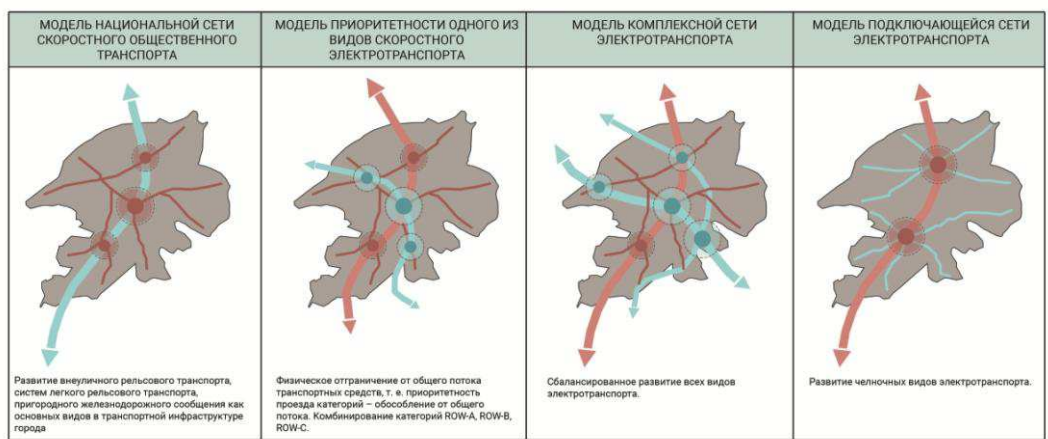 МОДЕЛЬ НАЦИОНАЛЬНОЙ СЕТИ
СКОРОСТНОГО ОБЩЕСТВЕННОГО
ТРАНСПОРТА
МОДЕЛЬ ПРИОРИТЕТНОСТИ ОДНОГО ИЗ
ВИДОВ СКОРОСТНОГО
ЭЛЕКТРОТРАНСПОРТА
МОДЕЛЬ КОМПЛЕКСНОЙ СЕТИ
ЭЛЕКТРОТРАНСПОРТА
МОДЕЛЬ ПОДКЛЮЧАЮЩЕЙСЯ СЕТИ
ЭЛЕКТРОТРАНСПОРТА
Развитие внеуличного рельсового транспорта,
систем легкого рельсового транспорта,
пригородного железнодорожного сообщения как
основных видов в транспортной инфраструктуре
города
Физическое отграничение от общего потока
транспортных средств, т. е. приоритетность
проезда категорий – обособление от общего
потока. Комбинирование категорий ROW-A, ROW-B,
ROW-C.
Сбалансированное развитие всех видов
электротранспорта.
Развитие челночных видов электротранспорта.